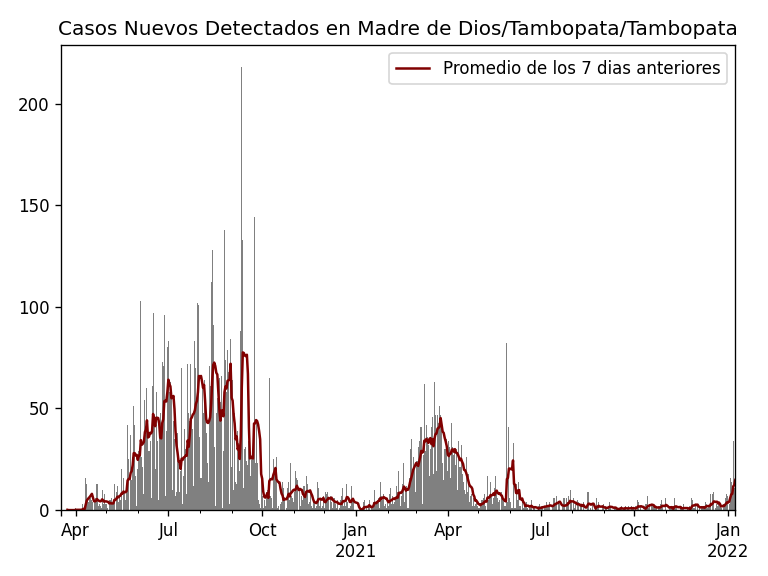 Casos Nuevos Detectados en Madre de Dios/Tambopata/Tambopata
Promedio de los 7 dias anteriores
200
150
100
50
0
Apr Jul Oct Jan Apr Jul Oct Jan
2021 2022